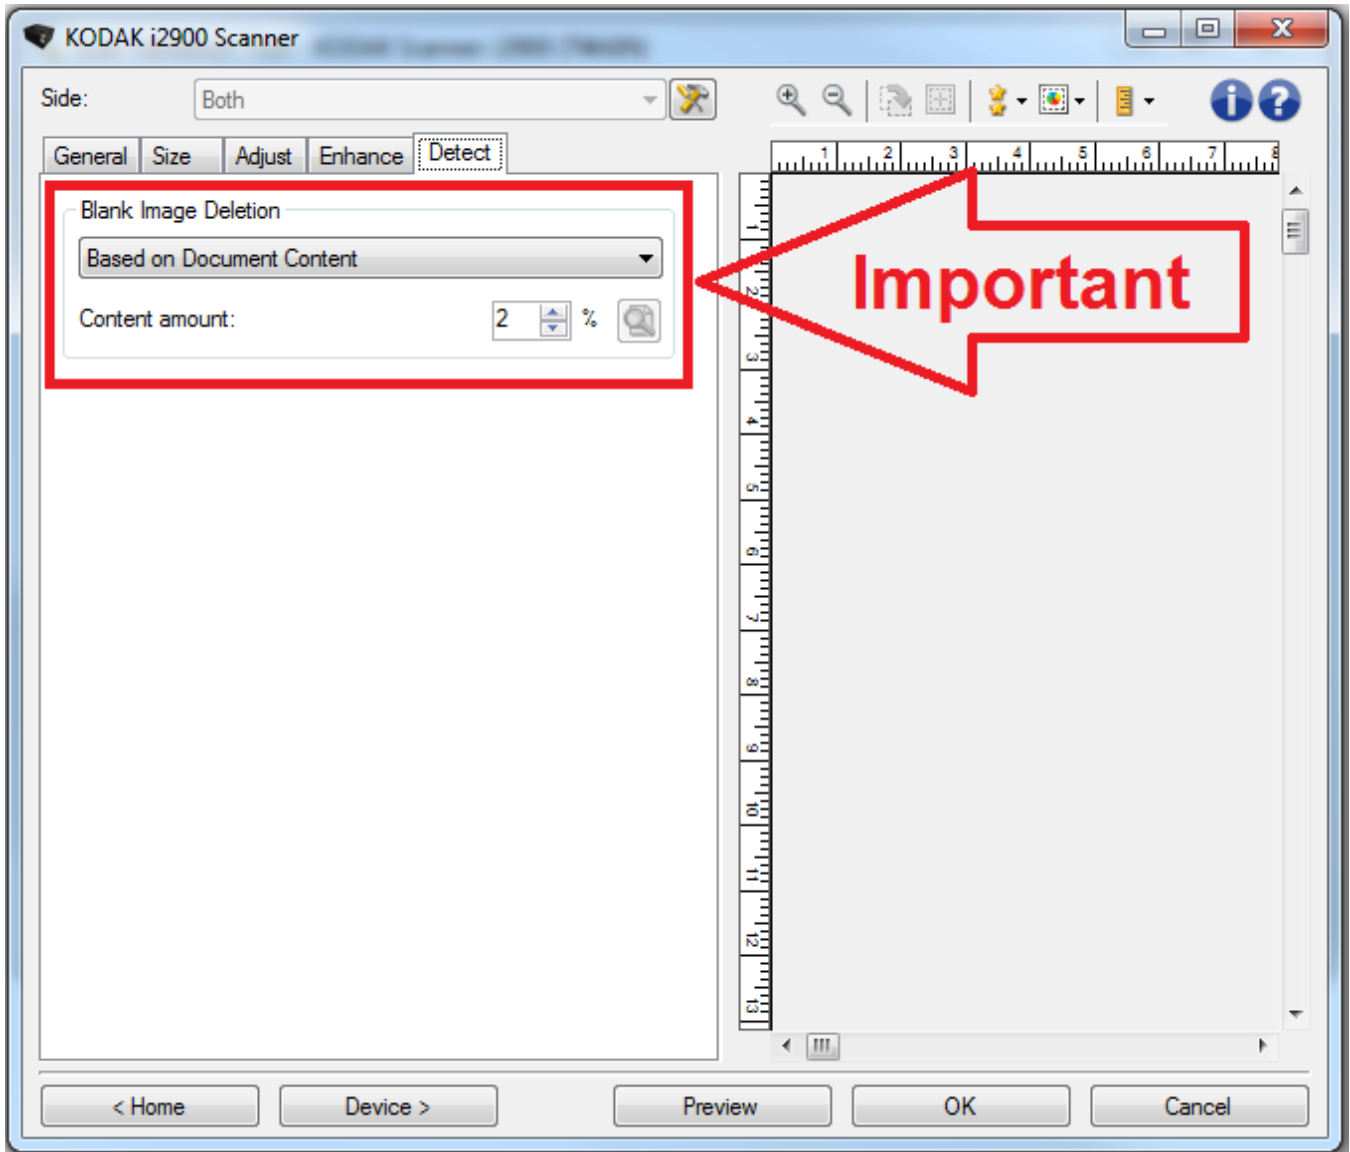 KODAK i2900 Scanner
Side: Both
General Size Adjust Enhance Detect
Blank Image Deletion
Based on Document Content
Content amount: 2 %
Important
1 2 3 4 5 6 7 8
1
2
3
4
5
6
7
8
9
10
11
12
13
< Home Device > Preview OK Cancel